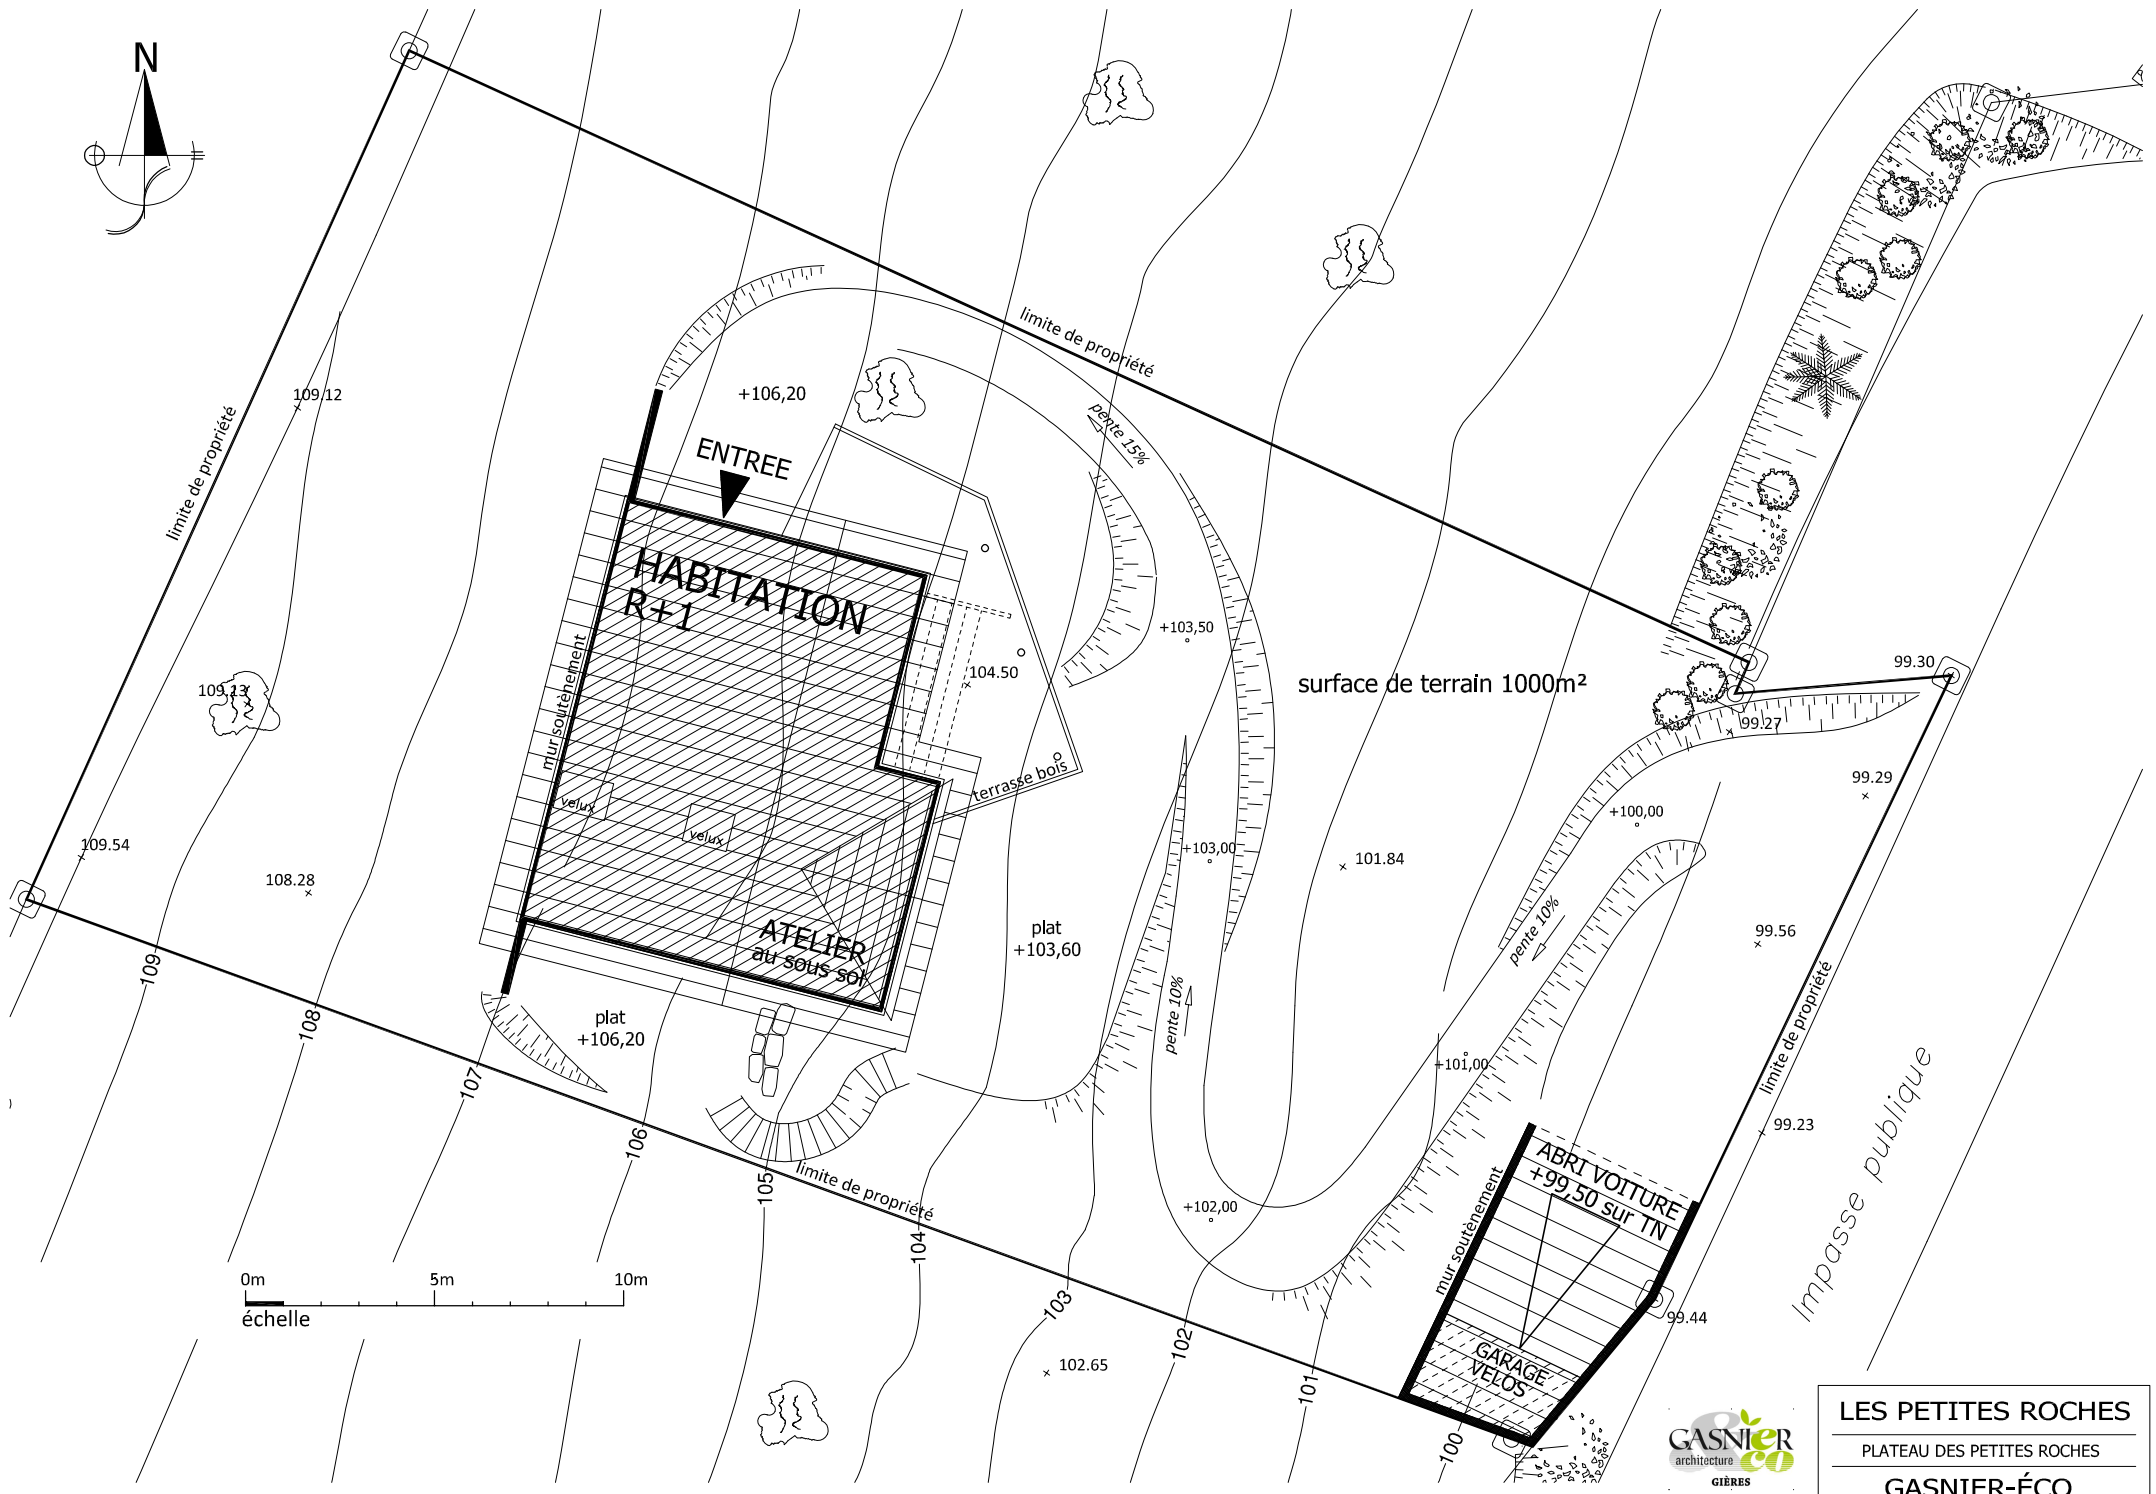 N
limite de propriété
109.12
+106,20
ENTREE
pente 15%
limite de propriété
HABITATION
R+1
mur soutènement
109.13
104.50
+103,50
surface de terrain 1000m²
99.30
99.27
99.29
velux
velux
terrasse bois
+103,00
+100,00
109.54
108.28
101.84
ATELIER
au sous sol
plat
+103,60
pente 10%
99.56
plat
+106,20
pente 10%
+101,00
limite de propriété
99.23
109
108
107
106
105
104
103
102
101
100
limite de propriété
+102,00
mur soutènement
ABRI VOITURE
+99,50 sur TN
Impasse publique
0m 5m 10m
échelle
99.44
102.65
GARAGE
VELOS
GASNIER
&co
architecture
GIÈRES
LES PETITES ROCHES
PLATEAU DES PETITES ROCHES
GASNIER-ÉCO